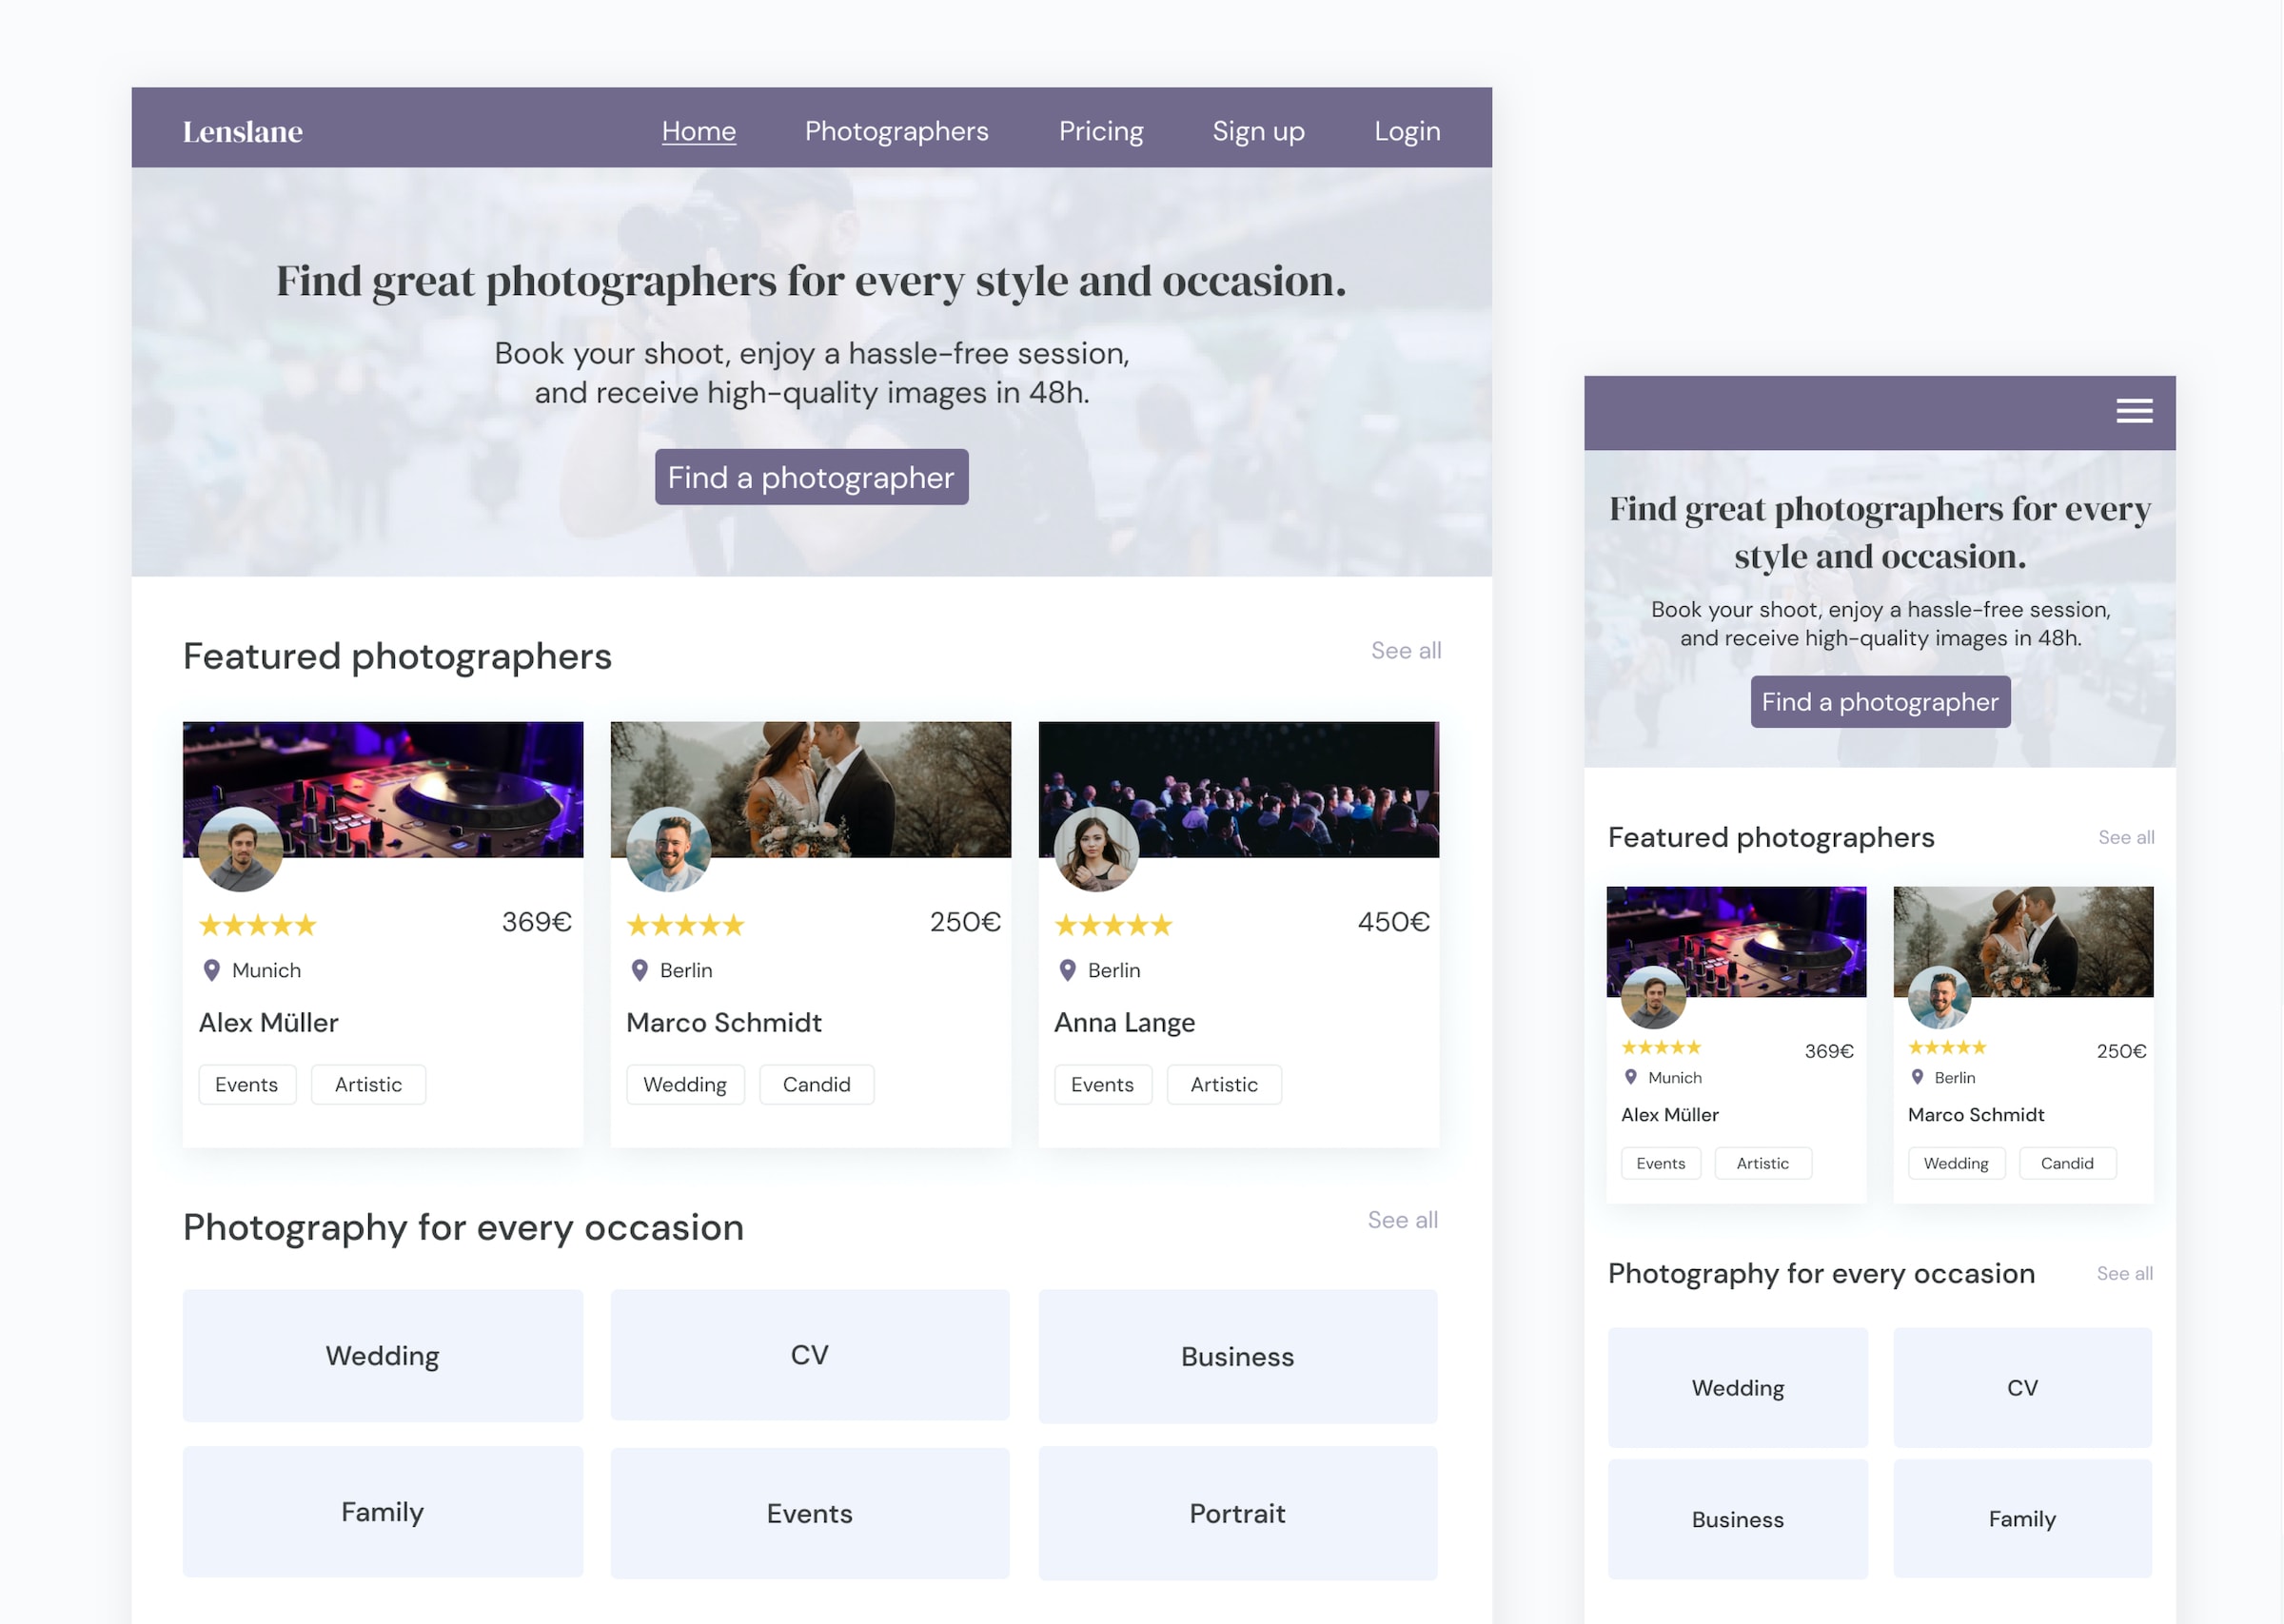 Lenslane
Home Photographers Pricing Sign up Login
Find great photographers for every style and occasion.
Book your shoot, enjoy a hassle-free session,
and receive high-quality images in 48h.
Find a photographer
Featured photographers See all
369€ 250€ 450€
Munich Berlin Berlin
Alex Müller Marco Schmidt Anna Lange
Events Artistic Wedding Candid Events Artistic
Photography for every occasion See all
Wedding CV Business
Family Events Portrait
Find great photographers for every
style and occasion.
Book your shoot, enjoy a hassle-free session,
and receive high-quality images in 48h.
Find a photographer
Featured photographers See all
369€ 250€
Munich Berlin
Alex Müller Marco Schmidt
Events Artistic Wedding Candid
Photography for every occasion See all
Wedding CV
Business Family